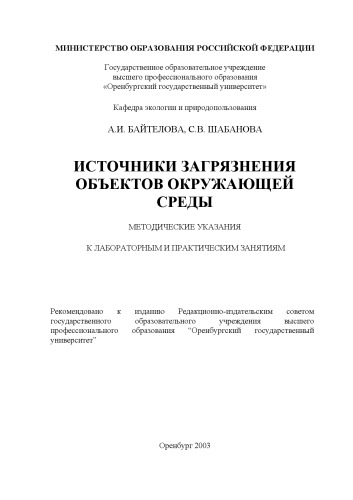 МИНИСТЕРСТВО ОБРАЗОВАНИЯ РОССИЙСКОЙ ФЕДЕРАЦИИ
Государственное образовательное учреждение
высшего профессионального образования
«Оренбургский государственный университет»
Кафедра экологии и природопользования
А.И. БАЙТЕЛОВА, С.В. ШАБАНОВА
ИСТОЧНИКИ ЗАГРЯЗНЕНИЯ
ОБЪЕКТОВ ОКРУЖАЮЩЕЙ
СРЕДЫ
МЕТОДИЧЕСКИЕ УКАЗАНИЯ
К ЛАБОРАТОРНЫМ И ПРАКТИЧЕСКИМ ЗАНЯТИЯМ
Рекомендовано к изданию Редакционно-издательским советом
государственного образовательного учреждения высшего
профессионального образования "Оренбургский государственный
университет"
Оренбург 2003